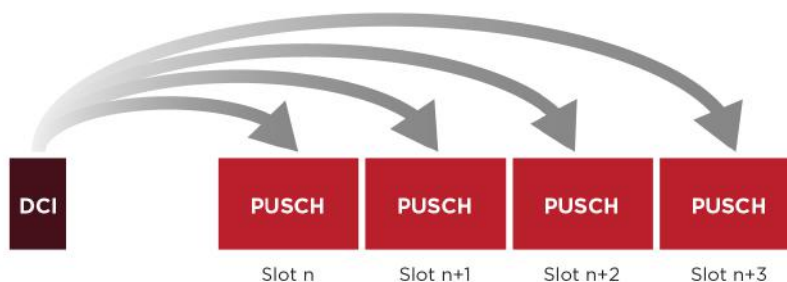 DCI PUSCH PUSCH PUSCH PUSCH
Slot n Slot n+1 Slot n+2 Slot n+3